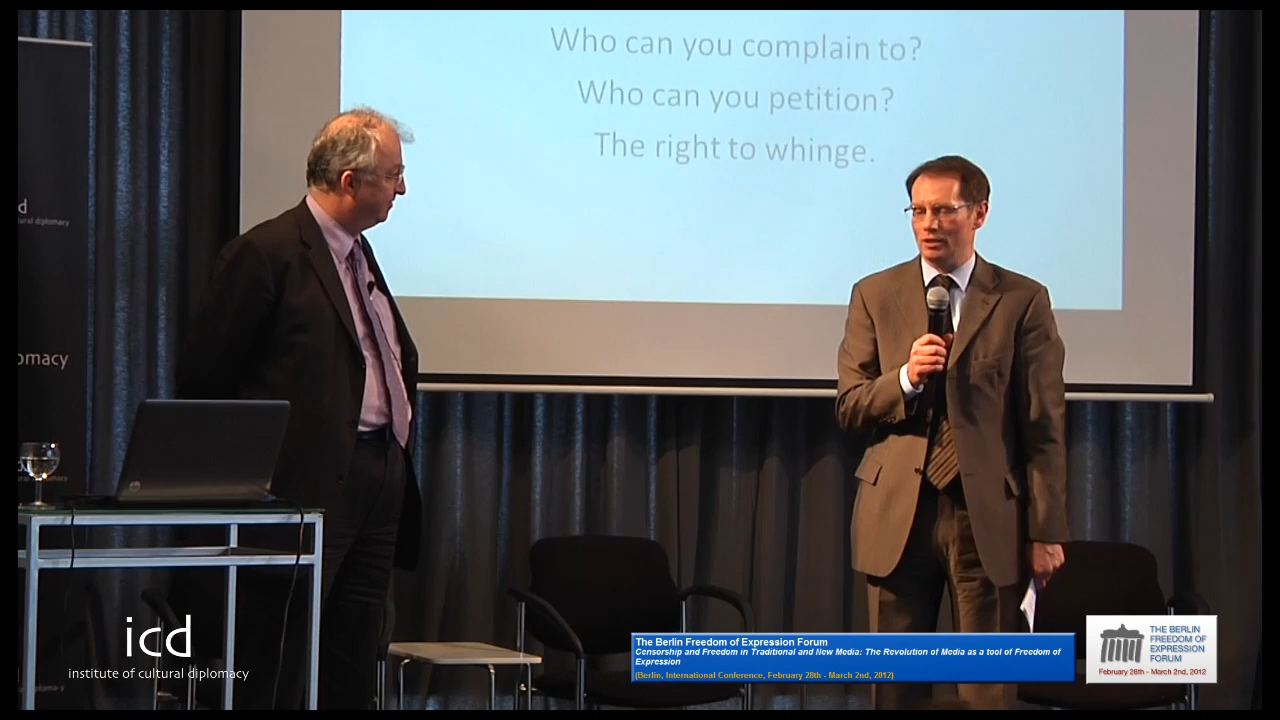 Who can you complain to?
Who can you petition?
The right to whinge.
d
ural diplomacy
omacy
icd
institute of cultural diplomacy
The Berlin Freedom of Expression Forum
Censorship and Freedom in Traditional and New Media: The Revolution of Media as a tool of Freedom of
Expression
(Berlin, International Conference, February 28th - March 2nd, 2012)
THE BERLIN
FREEDOM OF
EXPRESSION
FORUM
February 28th - March 2nd, 2012